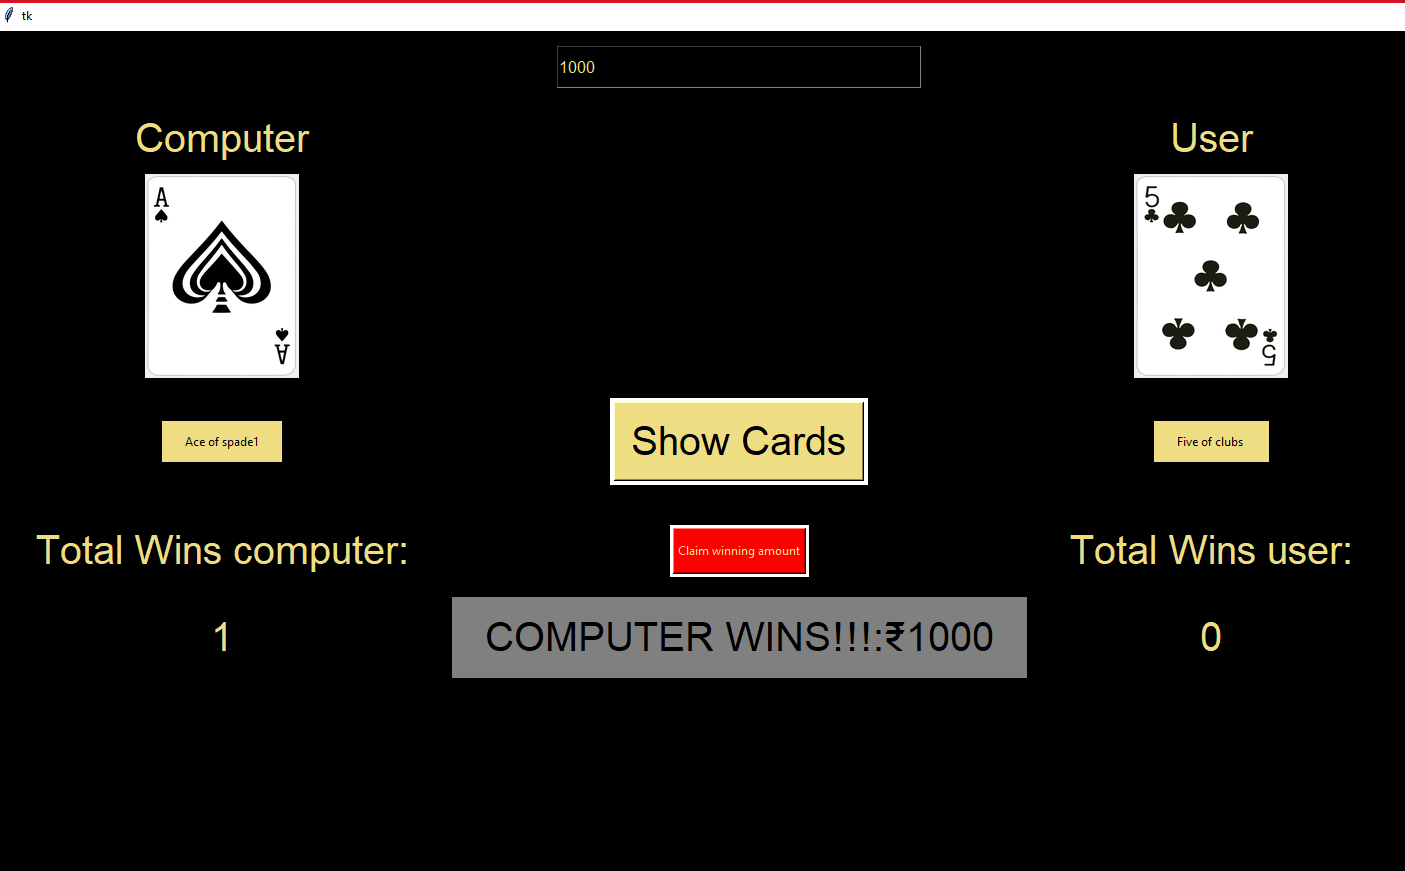 tk
1000
Computer
User
A
A
5
5
Show Cards
Ace of spade1
Five of clubs
Total Wins computer:
Claim winning amount
Total Wins user:
1
COMPUTER WINS!!!:₹1000
0